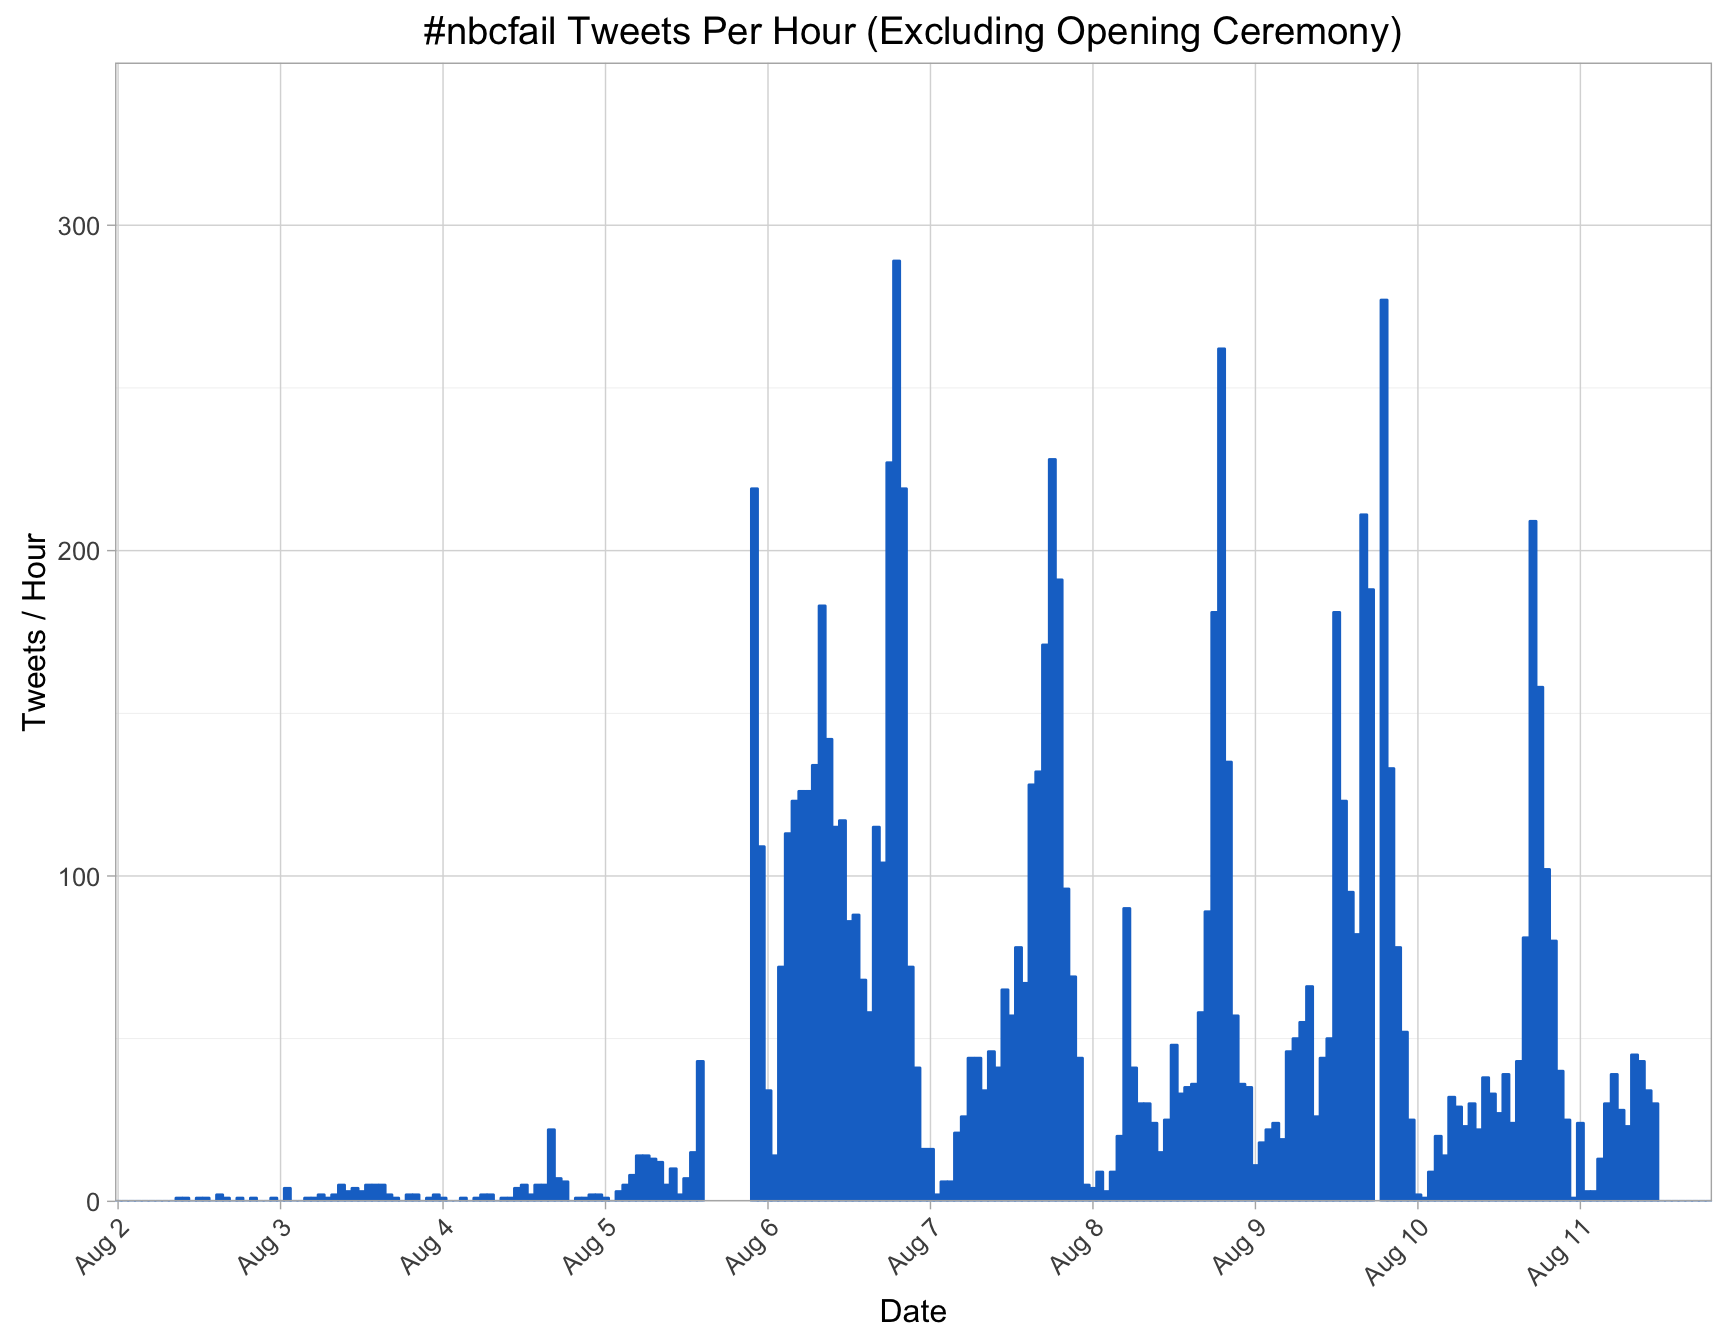 #nbcfail Tweets Per Hour (Excluding Opening Ceremony)
300
200
100
0
Tweets / Hour
Aug 2
Aug 3
Aug 4
Aug 5
Aug 6
Aug 7
Aug 8
Aug 9
Aug 10
Aug 11
Date